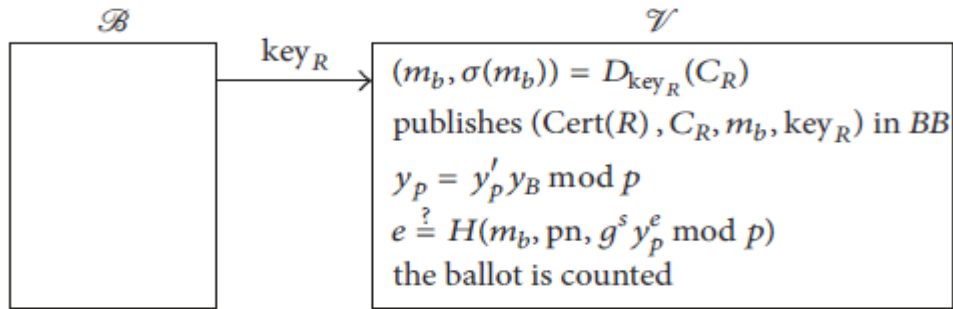 ℬ 𝒱
key_R
(m_b, σ(m_b)) = D_{key_R}(C_R)
publishes (Cert(R), C_R, m_b, key_R) in BB
y_p = y′_p y_B mod p
e ≟ H(m_b, pn, g^s y_p^e mod p)
the ballot is counted